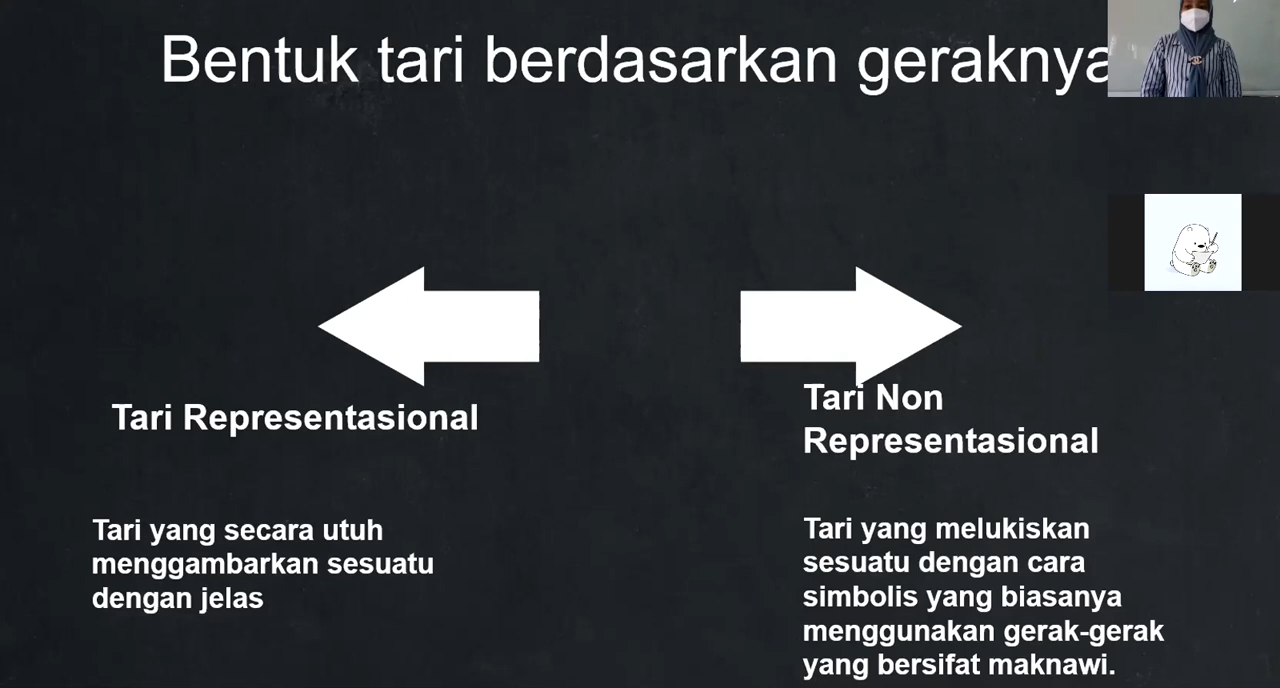 Bentuk tari berdasarkan geraknya
Tari Representasional
Tari yang secara utuh
menggambarkan sesuatu
dengan jelas
Tari Non
Representasional
Tari yang melukiskan
sesuatu dengan cara
simbolis yang biasanya
menggunakan gerak-gerak
yang bersifat maknawi.